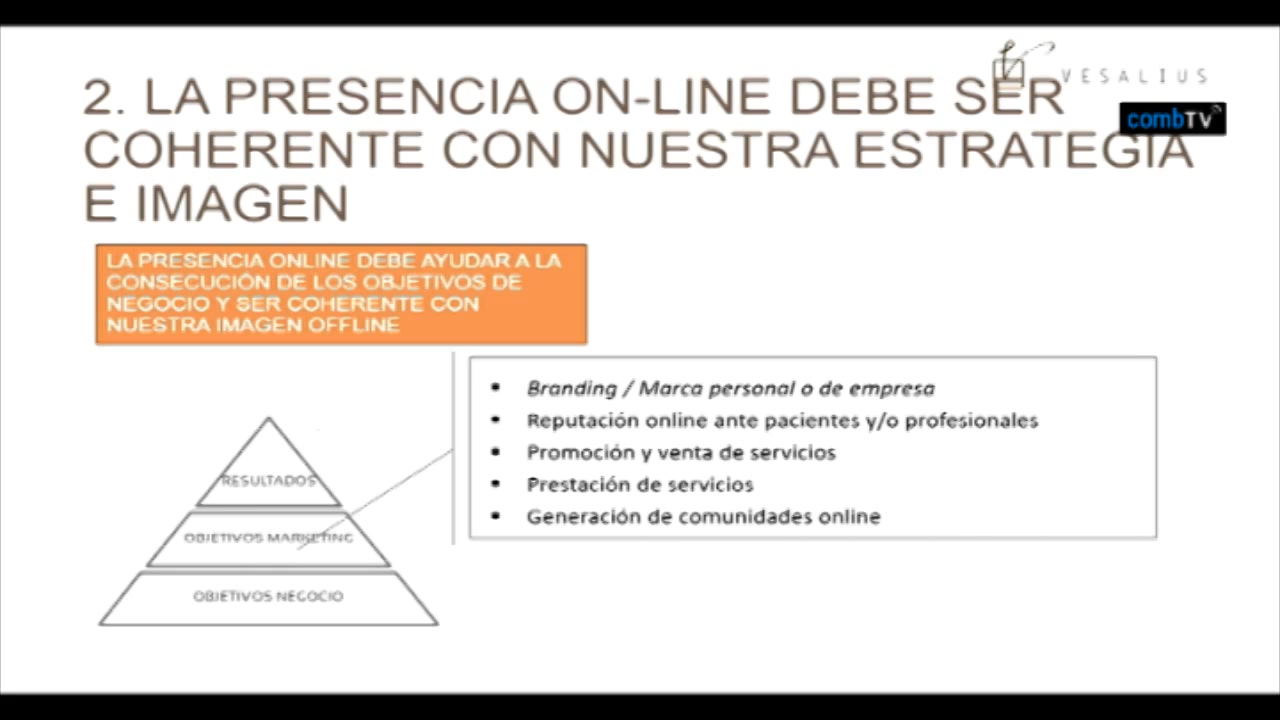 2. LA PRESENCIA ON-LINE DEBE SER
COHERENTE CON NUESTRA ESTRATEGIA
E IMAGEN
VESALIUS
combTV
LA PRESENCIA ONLINE DEBE AYUDAR A LA
CONSECUCIÓN DE LOS OBJETIVOS DE
NEGOCIO Y SER COHERENTE CON
NUESTRA IMAGEN OFFLINE
• Branding / Marca personal o de empresa
• Reputación online ante pacientes y/o profesionales
• Promoción y venta de servicios
• Prestación de servicios
• Generación de comunidades online
RESULTADOS
OBJETIVOS MARKETING
OBJETIVOS NEGOCIO